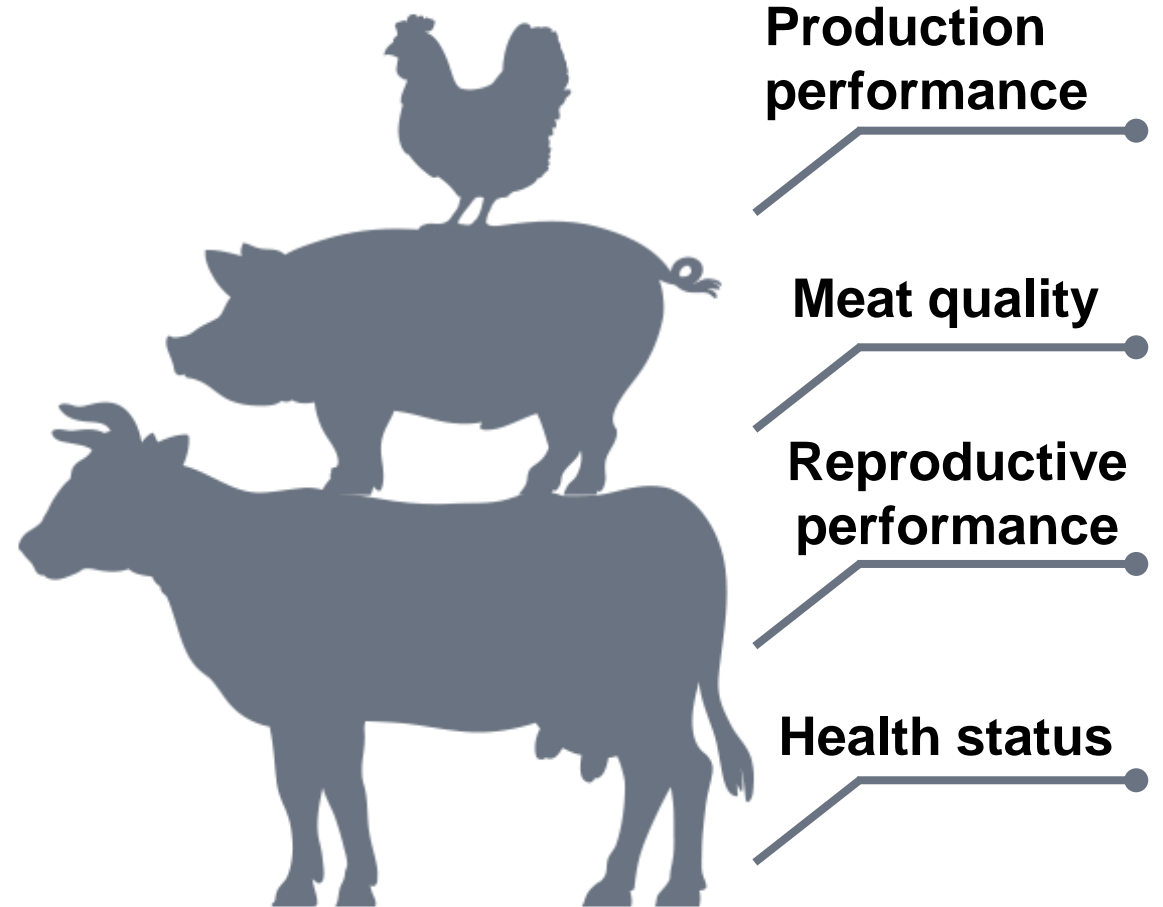 Production
performance
Meat quality
Reproductive
performance
Health status